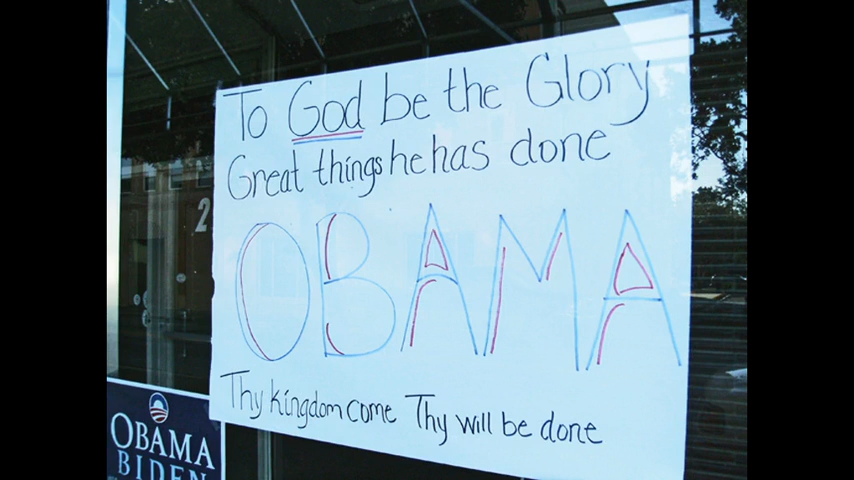 To God be the Glory
Great things he has done
OBAMA
Thy kingdom come Thy will be done
2
OBAMA
BIDEN